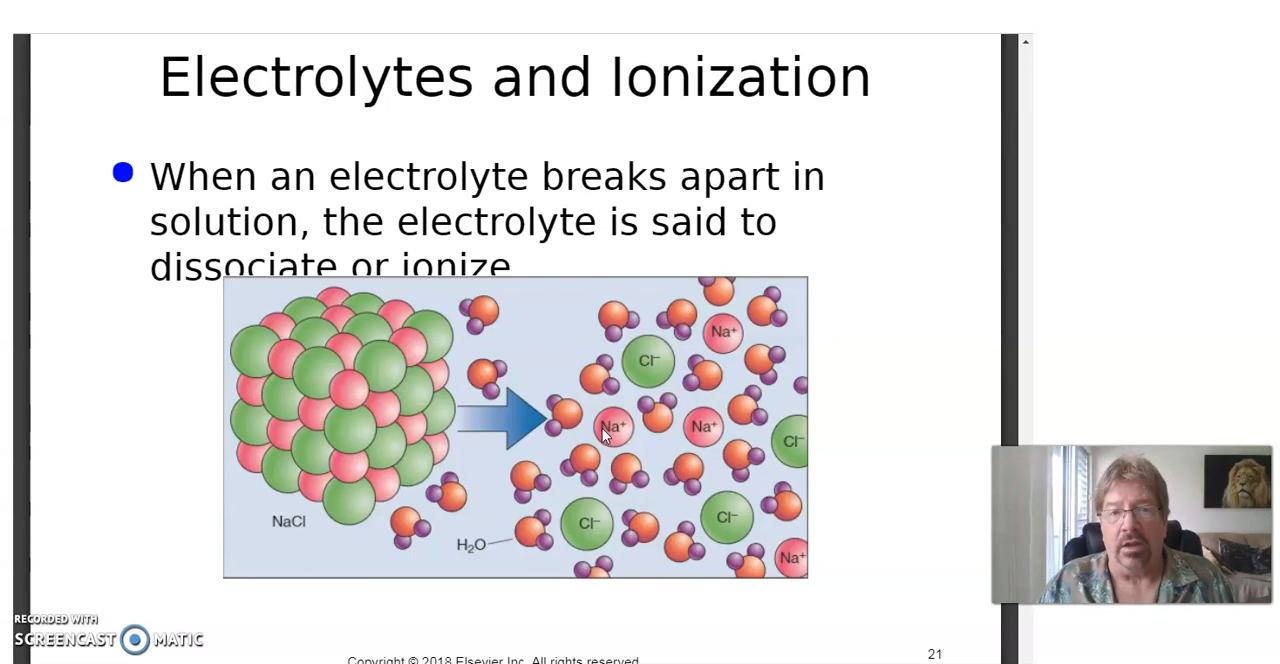 Electrolytes and Ionization
When an electrolyte breaks apart in
solution, the electrolyte is said to
dissociate or ionize
Na⁺
Cl⁻
Na⁺
Na⁺
Cl⁻
Cl⁻
Cl⁻
NaCl
H₂O
Na⁺
RECORDED WITH
SCREENCAST MATIC
Copyright © 2018 Elsevier Inc. All rights reserved
21